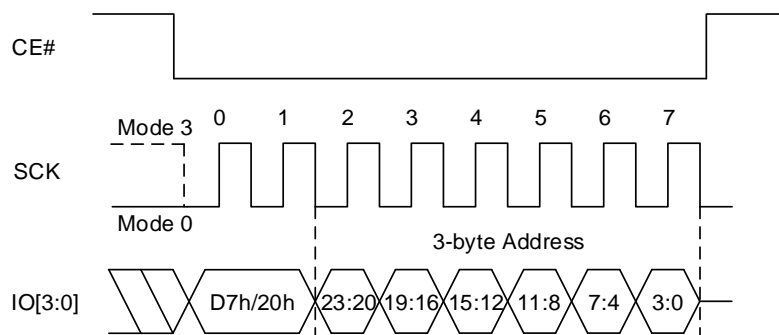 CE#
0 1 2 3 4 5 6 7
Mode 3
SCK
Mode 0
3-byte Address
IO[3:0] D7h/20h 23:20 19:16 15:12 11:8 7:4 3:0